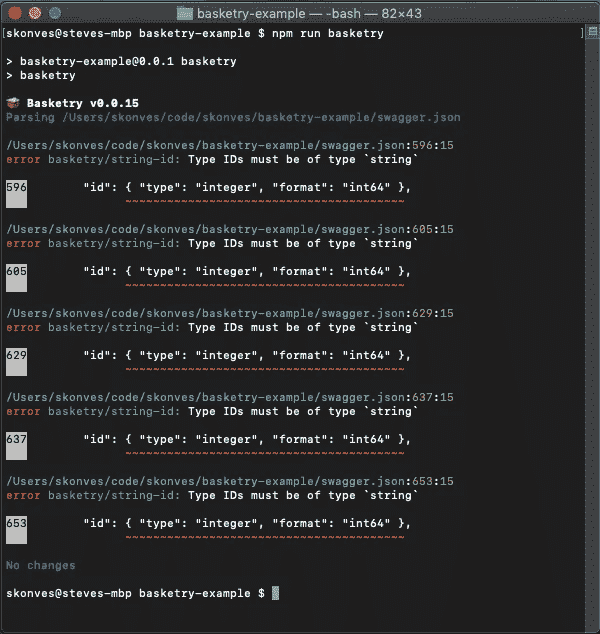 basketry-example — -bash — 82×43
[skonves@steves-mbp basketry-example $ npm run basketry ]
> basketry-example@0.0.1 basketry
> basketry
Basketry v0.0.15
Parsing /Users/skonves/code/skonves/basketry-example/swagger.json
/Users/skonves/code/skonves/basketry-example/swagger.json:596:15
error basketry/string-id: Type IDs must be of type `string`
596 "id": { "type": "integer", "format": "int64" },
~~~~~~~~~~~~~~~~~~~~~~~~~~~~~~~~~~~~~~~~
/Users/skonves/code/skonves/basketry-example/swagger.json:605:15
error basketry/string-id: Type IDs must be of type `string`
605 "id": { "type": "integer", "format": "int64" },
~~~~~~~~~~~~~~~~~~~~~~~~~~~~~~~~~~~~~~~~
/Users/skonves/code/skonves/basketry-example/swagger.json:629:15
error basketry/string-id: Type IDs must be of type `string`
629 "id": { "type": "integer", "format": "int64" },
~~~~~~~~~~~~~~~~~~~~~~~~~~~~~~~~~~~~~~~~
/Users/skonves/code/skonves/basketry-example/swagger.json:637:15
error basketry/string-id: Type IDs must be of type `string`
637 "id": { "type": "integer", "format": "int64" },
~~~~~~~~~~~~~~~~~~~~~~~~~~~~~~~~~~~~~~~~
/Users/skonves/code/skonves/basketry-example/swagger.json:653:15
error basketry/string-id: Type IDs must be of type `string`
653 "id": { "type": "integer", "format": "int64" },
~~~~~~~~~~~~~~~~~~~~~~~~~~~~~~~~~~~~~~~~
No changes
skonves@steves-mbp basketry-example $